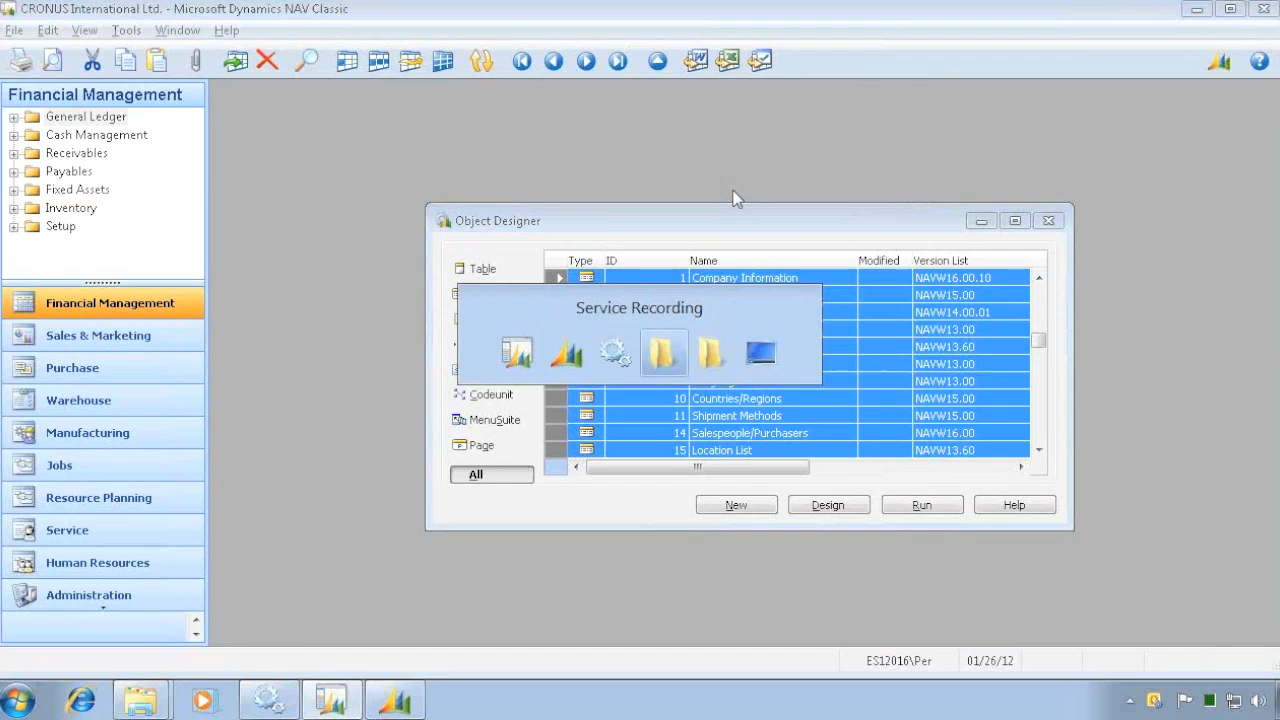 CRONUS International Ltd. - Microsoft Dynamics NAV Classic
File Edit View Tools Window Help
Financial Management
General Ledger
Cash Management
Receivables
Payables
Fixed Assets
Inventory
Setup
Financial Management
Sales & Marketing
Purchase
Warehouse
Manufacturing
Jobs
Resource Planning
Service
Human Resources
Administration
Object Designer
Table
Codeunit
MenuSuite
Page
All
Type ID Name Modified Version List
1 Company Information NAVW16.00.10
NAVW15.00
NAVW14.00.01
NAVW13.00
NAVW13.60
NAVW13.00
NAVW13.00
10 Countries/Regions NAVW15.00
11 Shipment Methods NAVW15.00
14 Salespeople/Purchasers NAVW16.00
15 Location List NAVW13.60
Service Recording
New Design Run Help
ES12016\Per 01/26/12